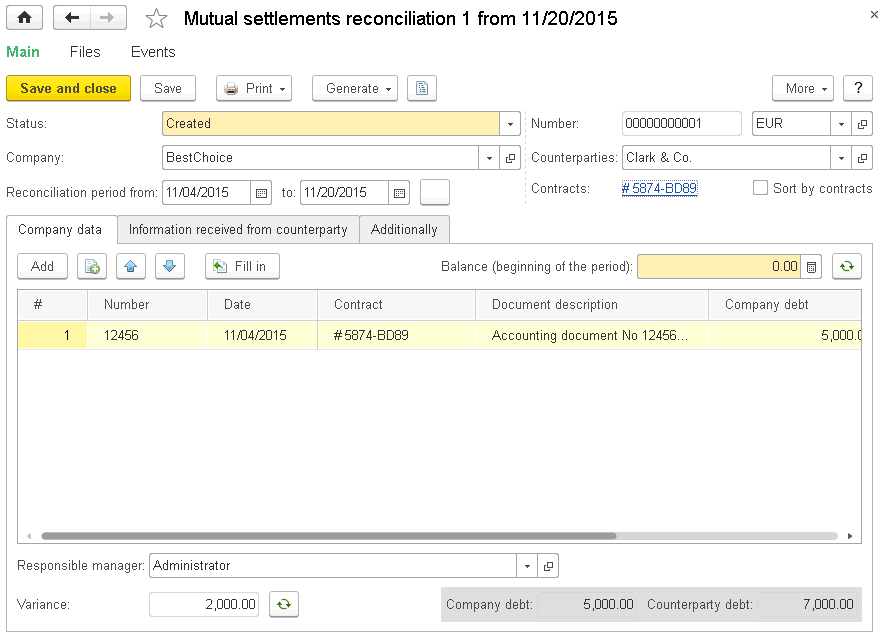 Mutual settlements reconciliation 1 from 11/20/2015
Main Files Events
Save and close Save Print Generate More ?
Status: Created Number: 00000000001 EUR
Company: BestChoice Counterparties: Clark & Co.
Reconciliation period from: 11/04/2015 to: 11/20/2015 Contracts: #5874-BD89 Sort by contracts
Company data Information received from counterparty Additionally
Add Fill in Balance (beginning of the period): 0.00
# Number Date Contract Document description Company debt
1 12456 11/04/2015 #5874-BD89 Accounting document No 12456... 5,000.0
Responsible manager: Administrator
Variance: 2,000.00 Company debt: 5,000.00 Counterparty debt: 7,000.00